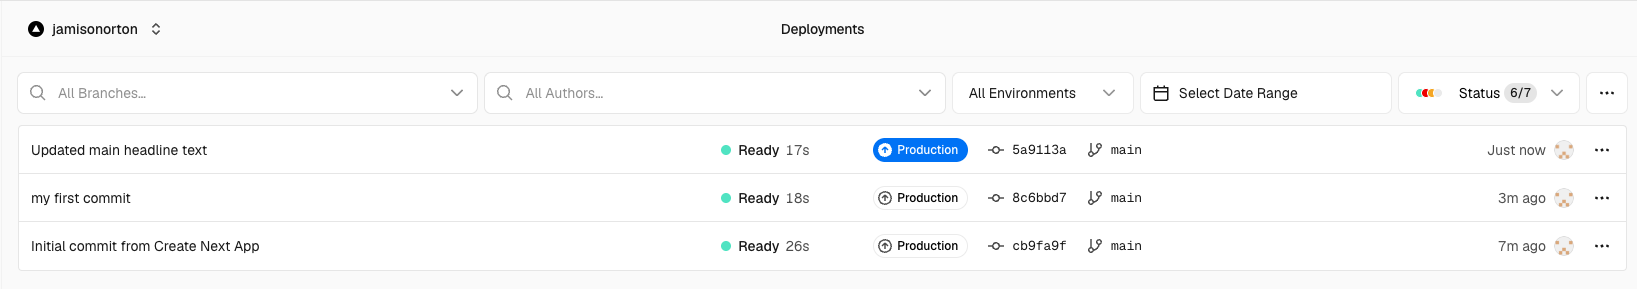 jamisonorton
Deployments
All Branches...
All Authors...
All Environments
Select Date Range
Status 6/7
Updated main headline text Ready 17s Production 5a9113a main Just now
my first commit Ready 18s Production 8c6bbd7 main 3m ago
Initial commit from Create Next App Ready 26s Production cb9fa9f main 7m ago